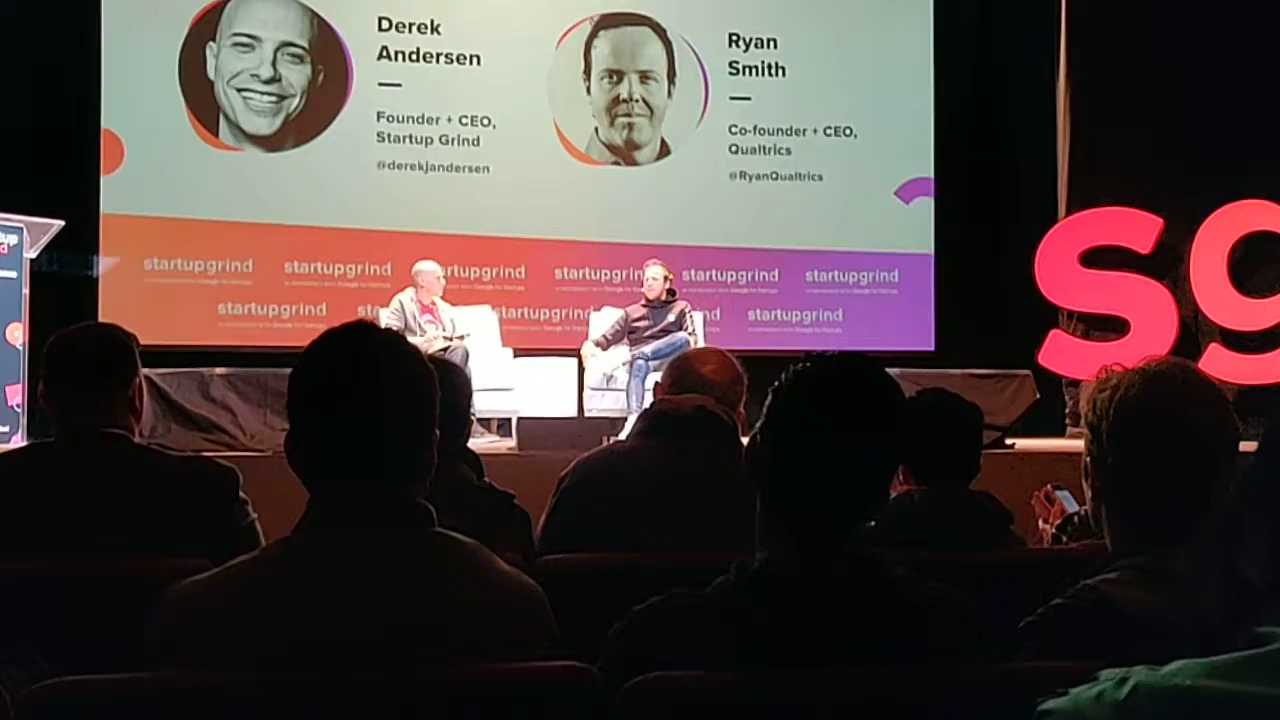 Derek
Andersen
Founder + CEO,
Startup Grind
@derekjandersen
Ryan
Smith
Co-founder + CEO,
Qualtrics
@RyanQualtrics
startupgrind startupgrind startupgrind startupgrind startupgrind startupgrind
startupgrind startupgrind startupgrind
sg